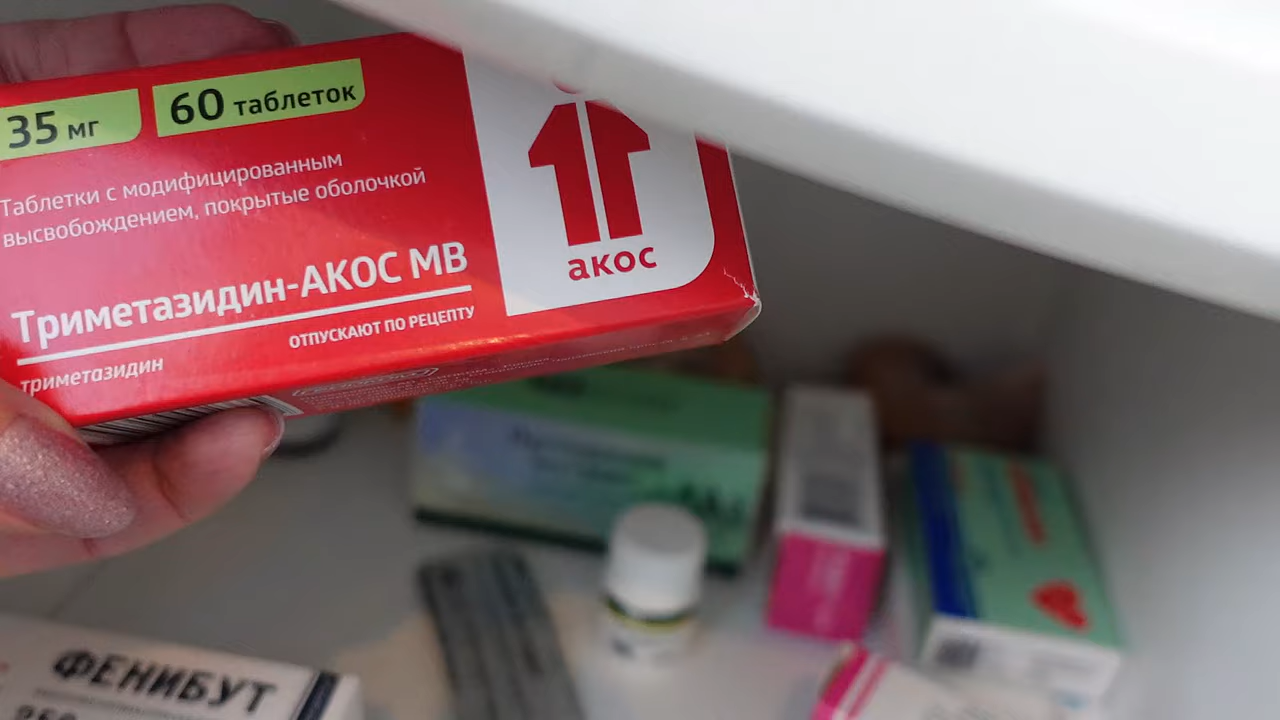 35 мг
60 таблеток
Таблетки с модифицированным
высвобождением, покрытые оболочкой
Триметазидин-АКОС МВ
ОТПУСКАЮТ ПО РЕЦЕПТУ
триметазидин
акос
ФЕНИБУТ